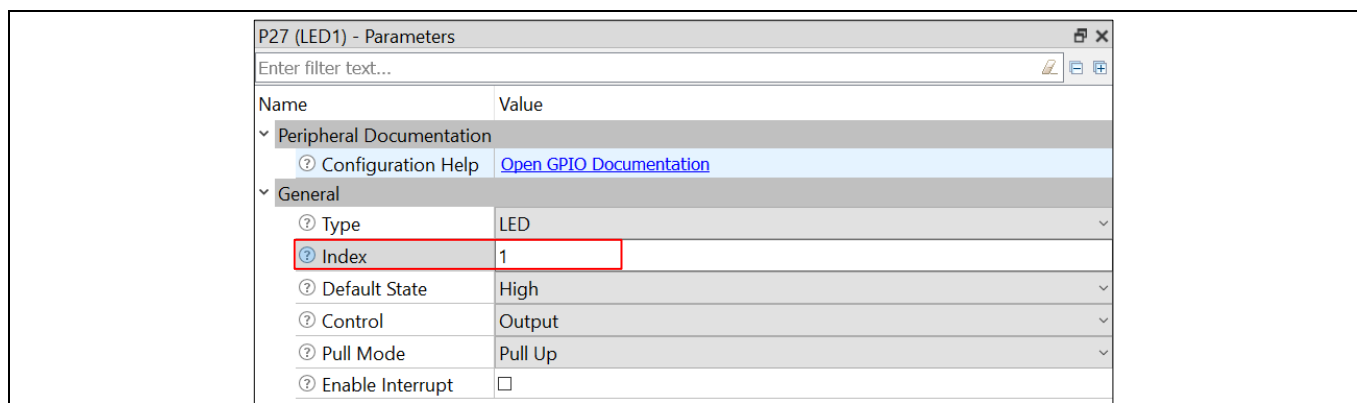 P27 (LED1) - Parameters
Enter filter text...
Name Value
Peripheral Documentation
Configuration Help Open GPIO Documentation
General
Type LED
Index 1
Default State High
Control Output
Pull Mode Pull Up
Enable Interrupt